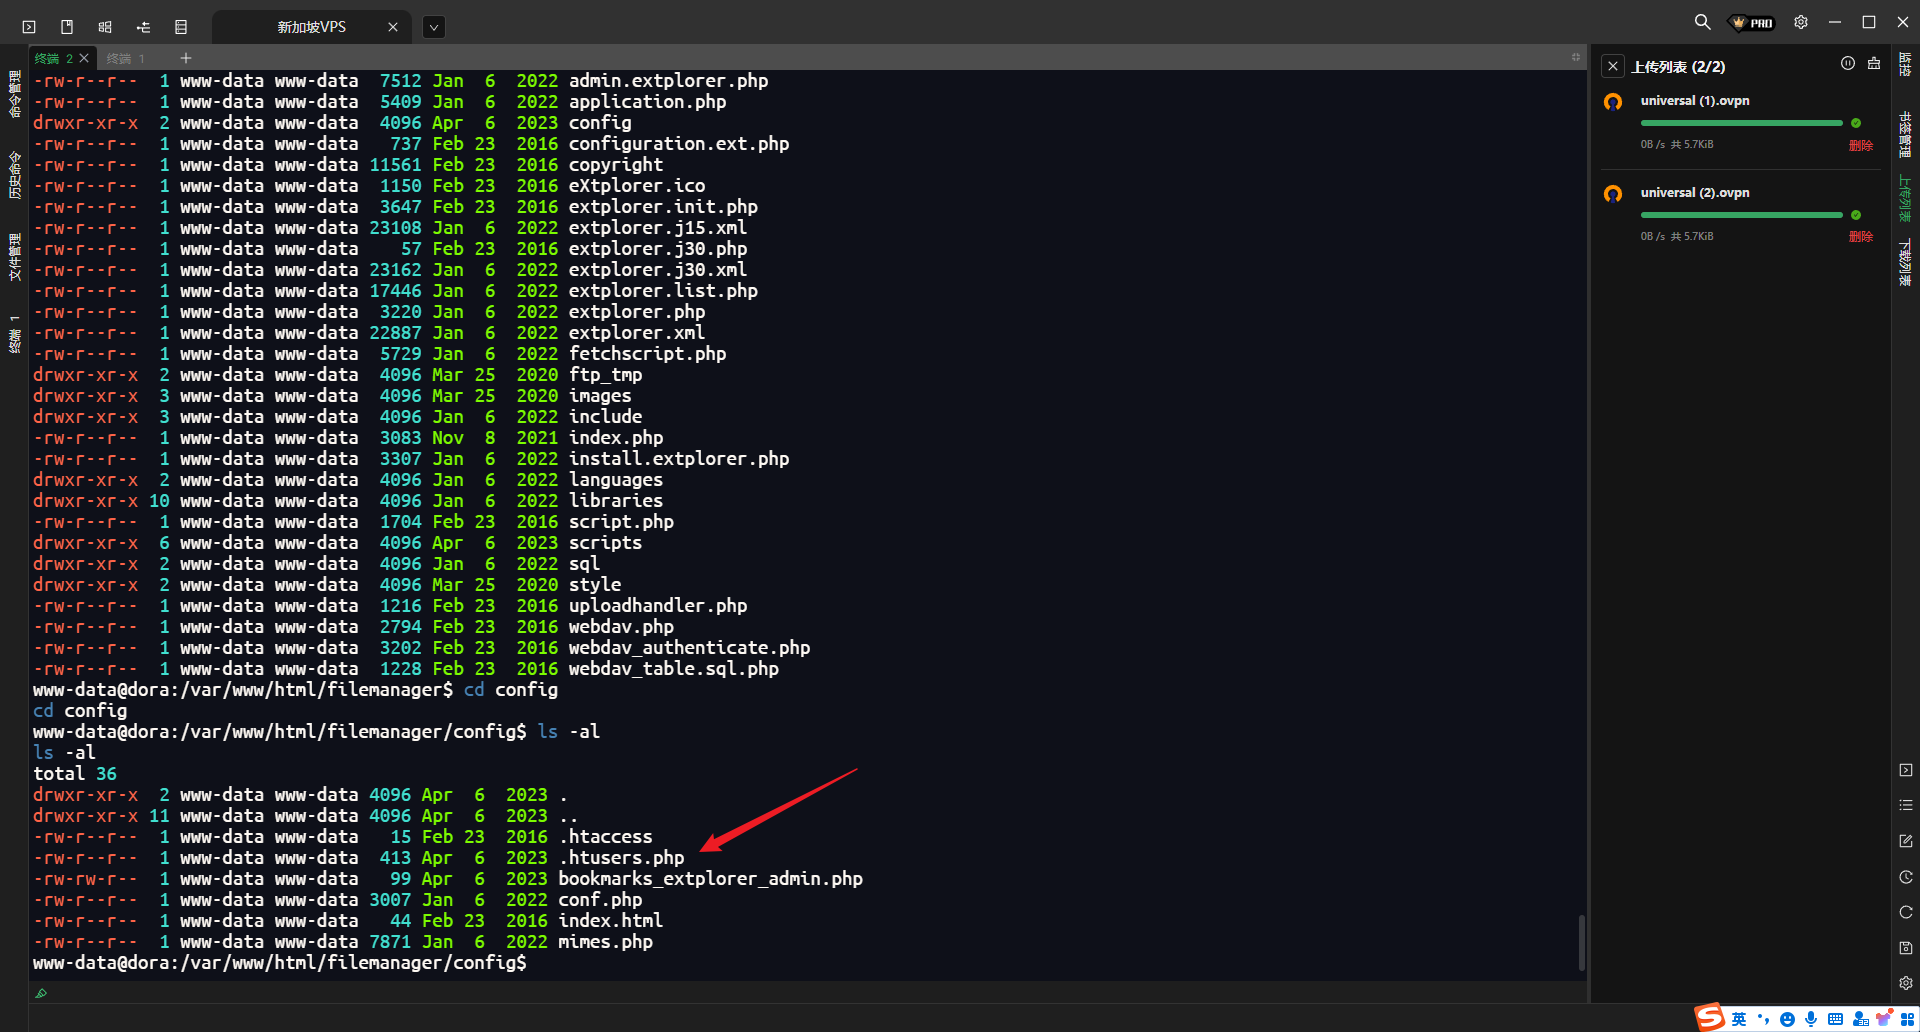 新加坡VPS
PRO
终端 2
终端 1
命令管理
历史命令
文件管理
终端 1
-rw-r--r--  1 www-data www-data  7512 Jan  6  2022 admin.extplorer.php
-rw-r--r--  1 www-data www-data  5409 Jan  6  2022 application.php
drwxr-xr-x  2 www-data www-data  4096 Apr  6  2023 config
-rw-r--r--  1 www-data www-data   737 Feb 23  2016 configuration.ext.php
-rw-r--r--  1 www-data www-data 11561 Feb 23  2016 copyright
-rw-r--r--  1 www-data www-data  1150 Feb 23  2016 eXtplorer.ico
-rw-r--r--  1 www-data www-data  3647 Feb 23  2016 extplorer.init.php
-rw-r--r--  1 www-data www-data 23108 Jan  6  2022 extplorer.j15.xml
-rw-r--r--  1 www-data www-data    57 Feb 23  2016 extplorer.j30.php
-rw-r--r--  1 www-data www-data 23162 Jan  6  2022 extplorer.j30.xml
-rw-r--r--  1 www-data www-data 17446 Jan  6  2022 extplorer.list.php
-rw-r--r--  1 www-data www-data  3220 Jan  6  2022 extplorer.php
-rw-r--r--  1 www-data www-data 22887 Jan  6  2022 extplorer.xml
-rw-r--r--  1 www-data www-data  5729 Jan  6  2022 fetchscript.php
drwxr-xr-x  2 www-data www-data  4096 Mar 25  2020 ftp_tmp
drwxr-xr-x  3 www-data www-data  4096 Mar 25  2020 images
drwxr-xr-x  3 www-data www-data  4096 Jan  6  2022 include
-rw-r--r--  1 www-data www-data  3083 Nov  8  2021 index.php
-rw-r--r--  1 www-data www-data  3307 Jan  6  2022 install.extplorer.php
drwxr-xr-x  2 www-data www-data  4096 Jan  6  2022 languages
drwxr-xr-x 10 www-data www-data  4096 Jan  6  2022 libraries
-rw-r--r--  1 www-data www-data  1704 Feb 23  2016 script.php
drwxr-xr-x  6 www-data www-data  4096 Apr  6  2023 scripts
drwxr-xr-x  2 www-data www-data  4096 Jan  6  2022 sql
drwxr-xr-x  2 www-data www-data  4096 Mar 25  2020 style
-rw-r--r--  1 www-data www-data  1216 Feb 23  2016 uploadhandler.php
-rw-r--r--  1 www-data www-data  2794 Feb 23  2016 webdav.php
-rw-r--r--  1 www-data www-data  3202 Feb 23  2016 webdav_authenticate.php
-rw-r--r--  1 www-data www-data  1228 Feb 23  2016 webdav_table.sql.php
www-data@dora:/var/www/html/filemanager$ cd config
cd config
www-data@dora:/var/www/html/filemanager/config$ ls -al
ls -al
total 36
drwxr-xr-x  2 www-data www-data 4096 Apr  6  2023 .
drwxr-xr-x 11 www-data www-data 4096 Apr  6  2023 ..
-rw-r--r--  1 www-data www-data   15 Feb 23  2016 .htaccess
-rw-r--r--  1 www-data www-data  413 Apr  6  2023 .htusers.php
-rw-rw-r--  1 www-data www-data   99 Apr  6  2023 bookmarks_extplorer_admin.php
-rw-r--r--  1 www-data www-data 3007 Jan  6  2022 conf.php
-rw-r--r--  1 www-data www-data   44 Feb 23  2016 index.html
-rw-r--r--  1 www-data www-data 7871 Jan  6  2022 mimes.php
www-data@dora:/var/www/html/filemanager/config$
上传列表 (2/2)
universal (1).ovpn
0B /s 共 5.7KiB
删除
universal (2).ovpn
0B /s 共 5.7KiB
删除
监控
书签管理
上传列表
下载列表
S 英